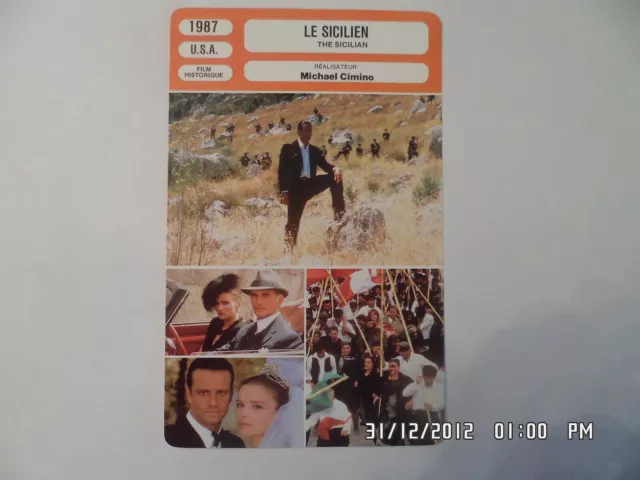 1987
U.S.A.
FILM
HISTORIQUE
LE SICILIEN
THE SICILIAN
RÉALISATEUR
Michael Cimino
31/12/2012 01:00 PM